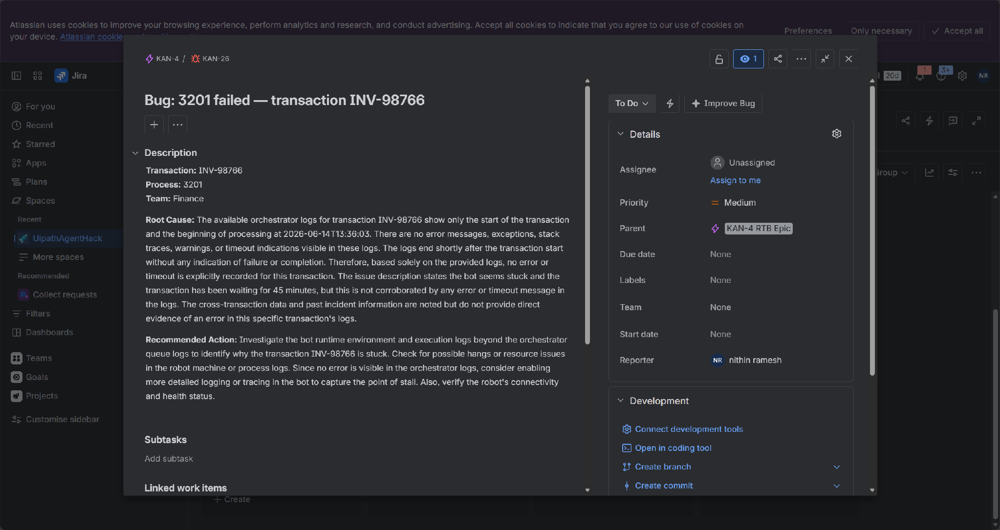 Atlassian uses cookies to improve your browsing experience, perform analytics and research, and conduct advertising. Accept all cookies to indicate that you agree to our use of cookies on
your device. Atlassian cookies
Preferences
Only necessary
Accept all
KAN-4 / KAN-26
1
Jira
20d
1
3+
NR
For you
Recent
Starred
Apps
Plans
Spaces
Recent
UipathAgentHack
More spaces
Recommended
Collect requests
Filters
Dashboards
Teams
Goals
Projects
Customise sidebar
Bug: 3201 failed — transaction INV-98766
Description
Transaction: INV-98766
Process: 3201
Team: Finance
Root Cause: The available orchestrator logs for transaction INV-98766 show only the start of the transaction
and the beginning of processing at 2026-06-14T13:36:03. There are no error messages, exceptions, stack
traces, warnings, or timeout indications visible in these logs. The logs end shortly after the transaction start
without any indication of failure or completion. Therefore, based solely on the provided logs, no error or
timeout is explicitly recorded for this transaction. The issue description states the bot seems stuck and the
transaction has been waiting for 45 minutes, but this is not corroborated by any error or timeout message in
the logs. The cross-transaction data and past incident information are noted but do not provide direct
evidence of an error in this specific transaction's logs.
Recommended Action: Investigate the bot runtime environment and execution logs beyond the orchestrator
queue logs to identify why the transaction INV-98766 is stuck. Check for possible hangs or resource issues
in the robot machine or process logs. Since no error is visible in the orchestrator logs, consider enabling
more detailed logging or tracing in the bot to capture the point of stall. Also, verify the robot's connectivity
and health status.
Subtasks
Add subtask
Linked work items
Create
To Do
Improve Bug
Details
Assignee
Unassigned
Assign to me
Priority
Medium
Parent
KAN-4 RTB Epic
Due date
None
Labels
None
Team
None
Start date
None
Reporter
NR nithin ramesh
Development
Connect development tools
Open in coding tool
Create branch
Create commit
Group